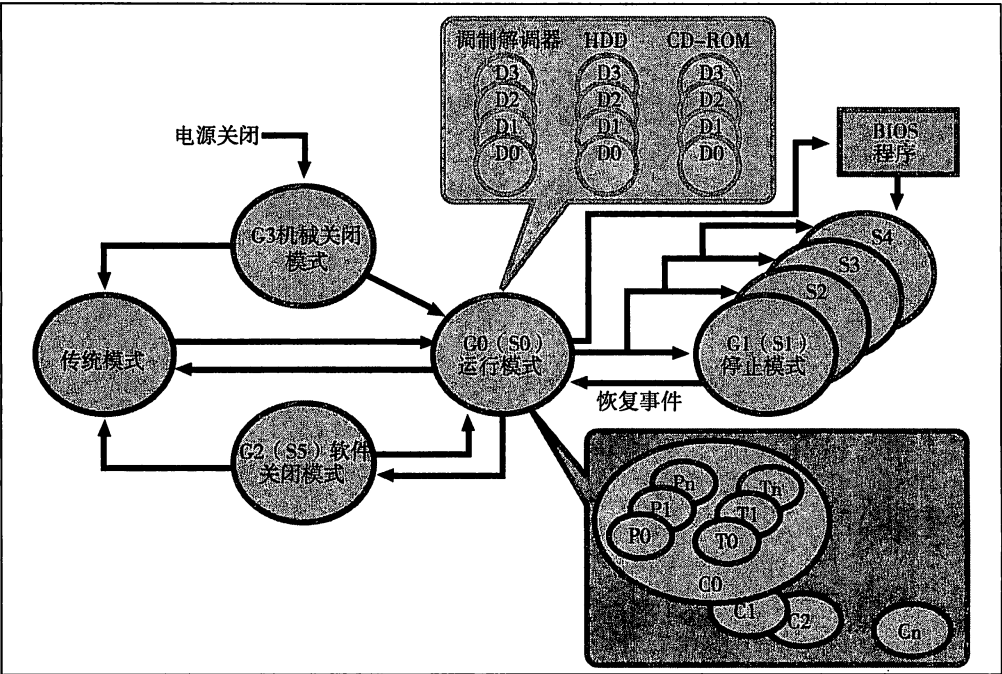 调制解调器 HDD CD-ROM
D3 D3 D3
D2 D2 D2
D1 D1 D1
D0 D0 D0
电源关闭
BIOS
程序
G3机械关闭
模式
S4
S3
S2
传统模式
G0（S0）
运行模式
G1（S1）
停止模式
恢复事件
G2（S5）软件
关闭模式
Pn Tn
P1 T1
P0 T0
C0
C1 C2 Cn